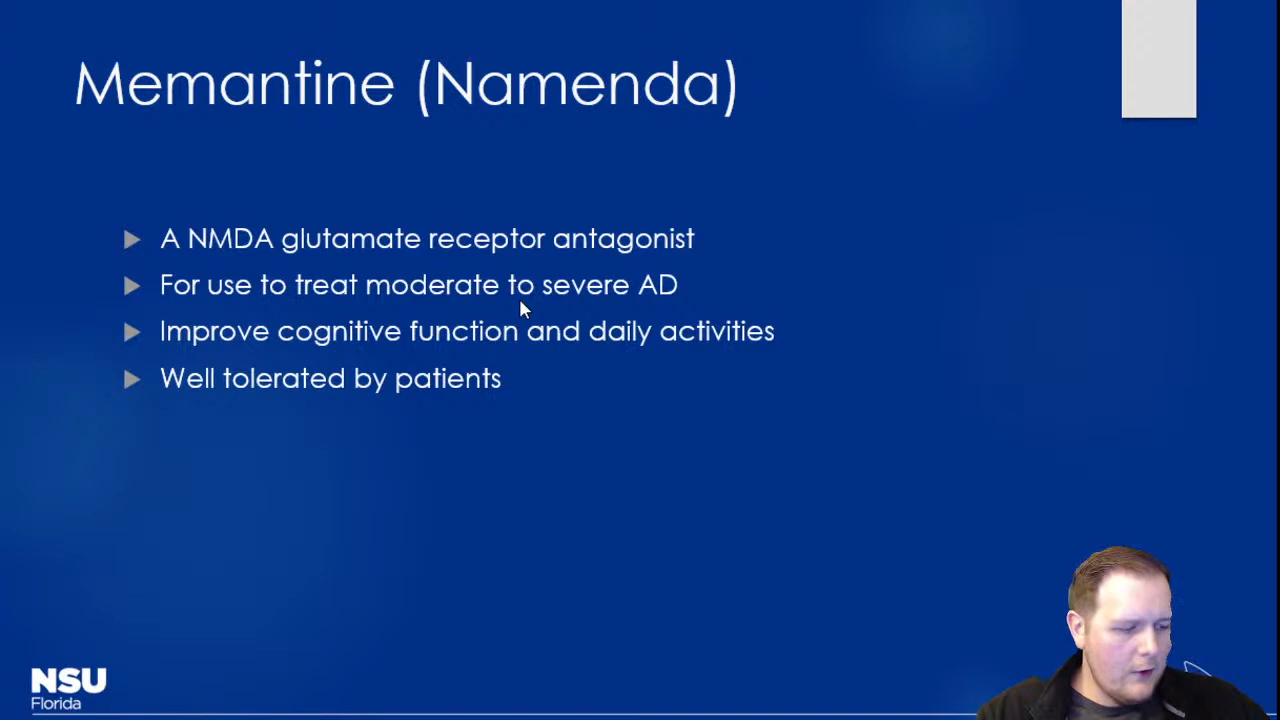 Memantine (Namenda)
A NMDA glutamate receptor antagonist
For use to treat moderate to severe AD
Improve cognitive function and daily activities
Well tolerated by patients
NSU
Florida